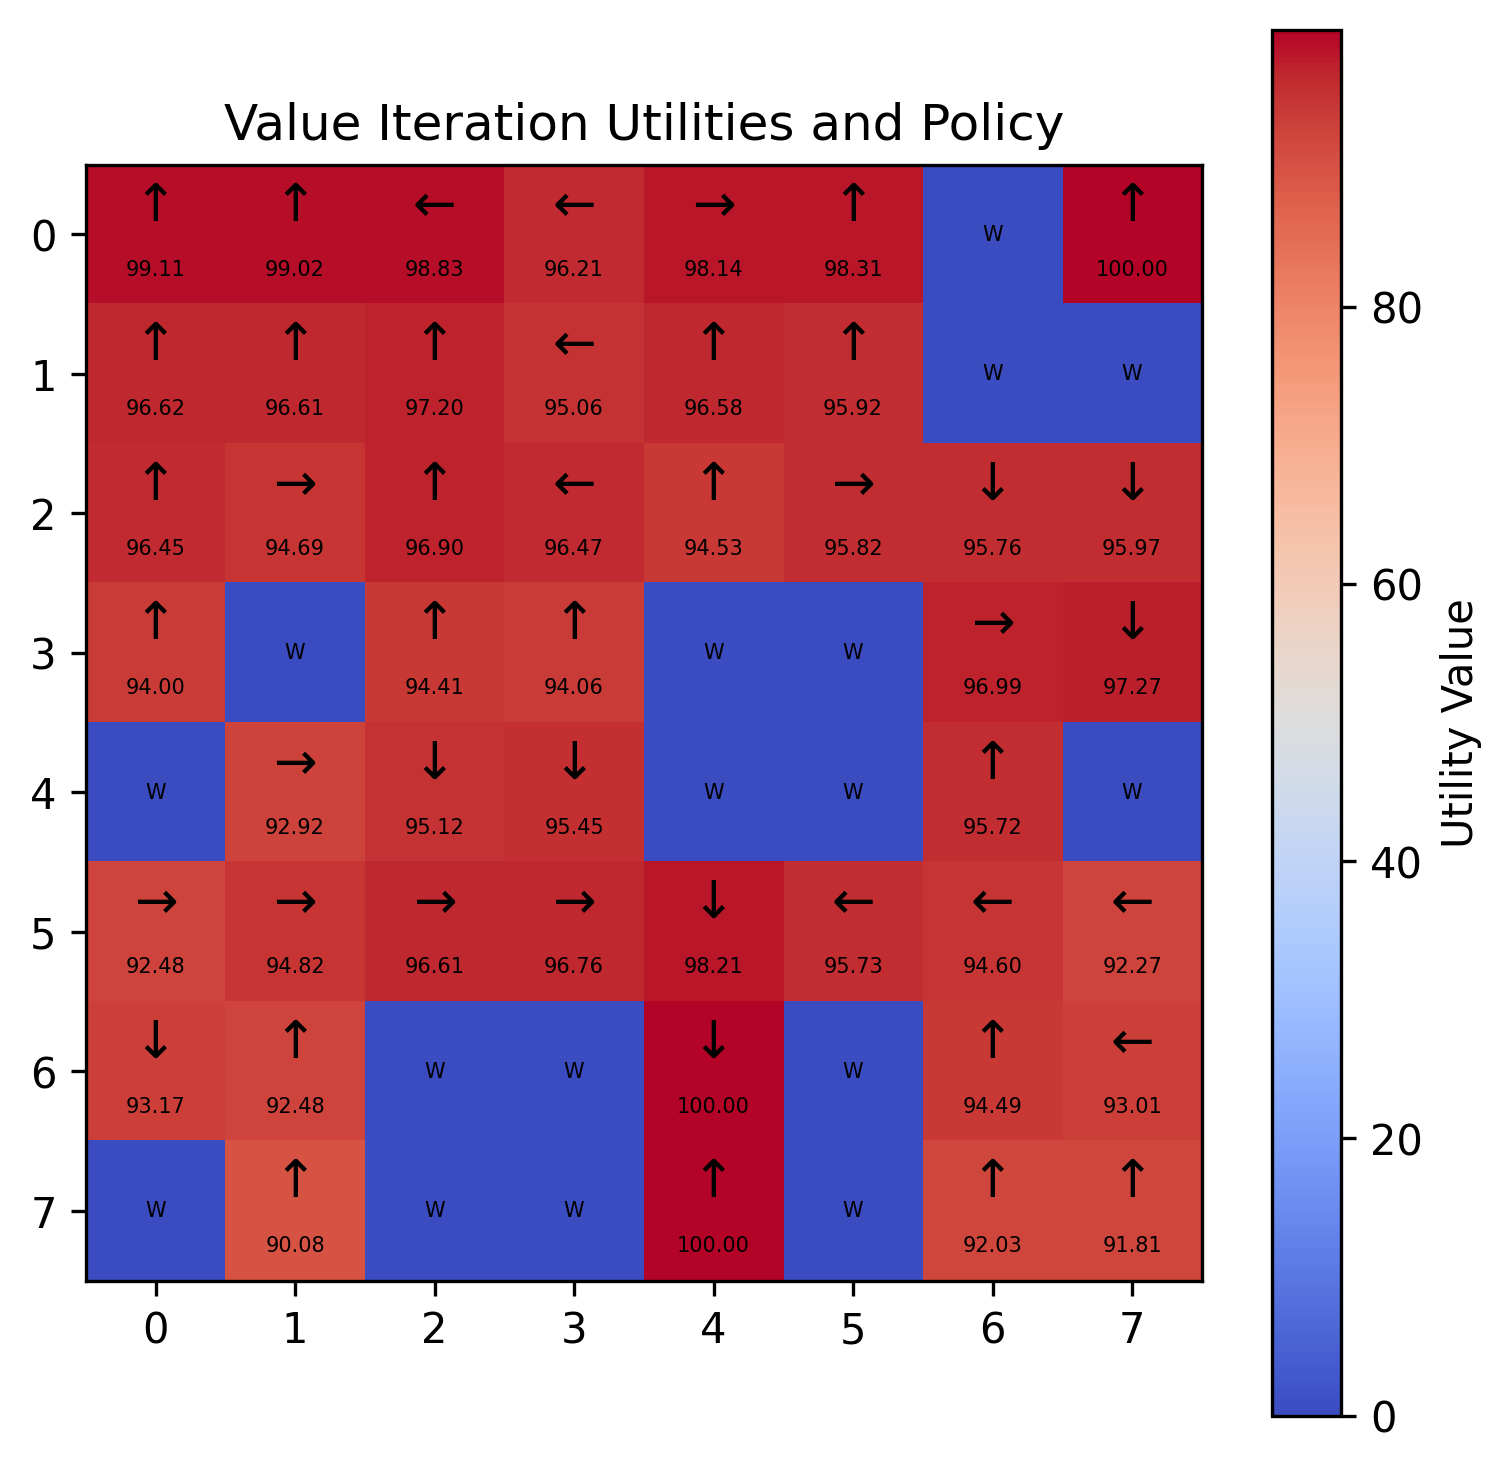 Value Iteration Utilities and Policy
0 ↑ ↑ ← ← → ↑ W ↑
99.11 99.02 98.83 96.21 98.14 98.31 100.00
1 ↑ ↑ ↑ ← ↑ ↑ W W
96.62 96.61 97.20 95.06 96.58 95.92
2 ↑ → ↑ ← ↑ → ↓ ↓
96.45 94.69 96.90 96.47 94.53 95.82 95.76 95.97
3 ↑ W ↑ ↑ W W → ↓
94.00 94.41 94.06 96.99 97.27
4 W → ↓ ↓ W W ↑ W
92.92 95.12 95.45 95.72
5 → → → → ↓ ← ← ←
92.48 94.82 96.61 96.76 98.21 95.73 94.60 92.27
6 ↓ ↑ W W ↓ W ↑ ←
93.17 92.48 100.00 94.49 93.01
7 W ↑ W W ↑ W ↑ ↑
90.08 100.00 92.03 91.81
0 1 2 3 4 5 6 7
80
60
40
20
0
Utility Value